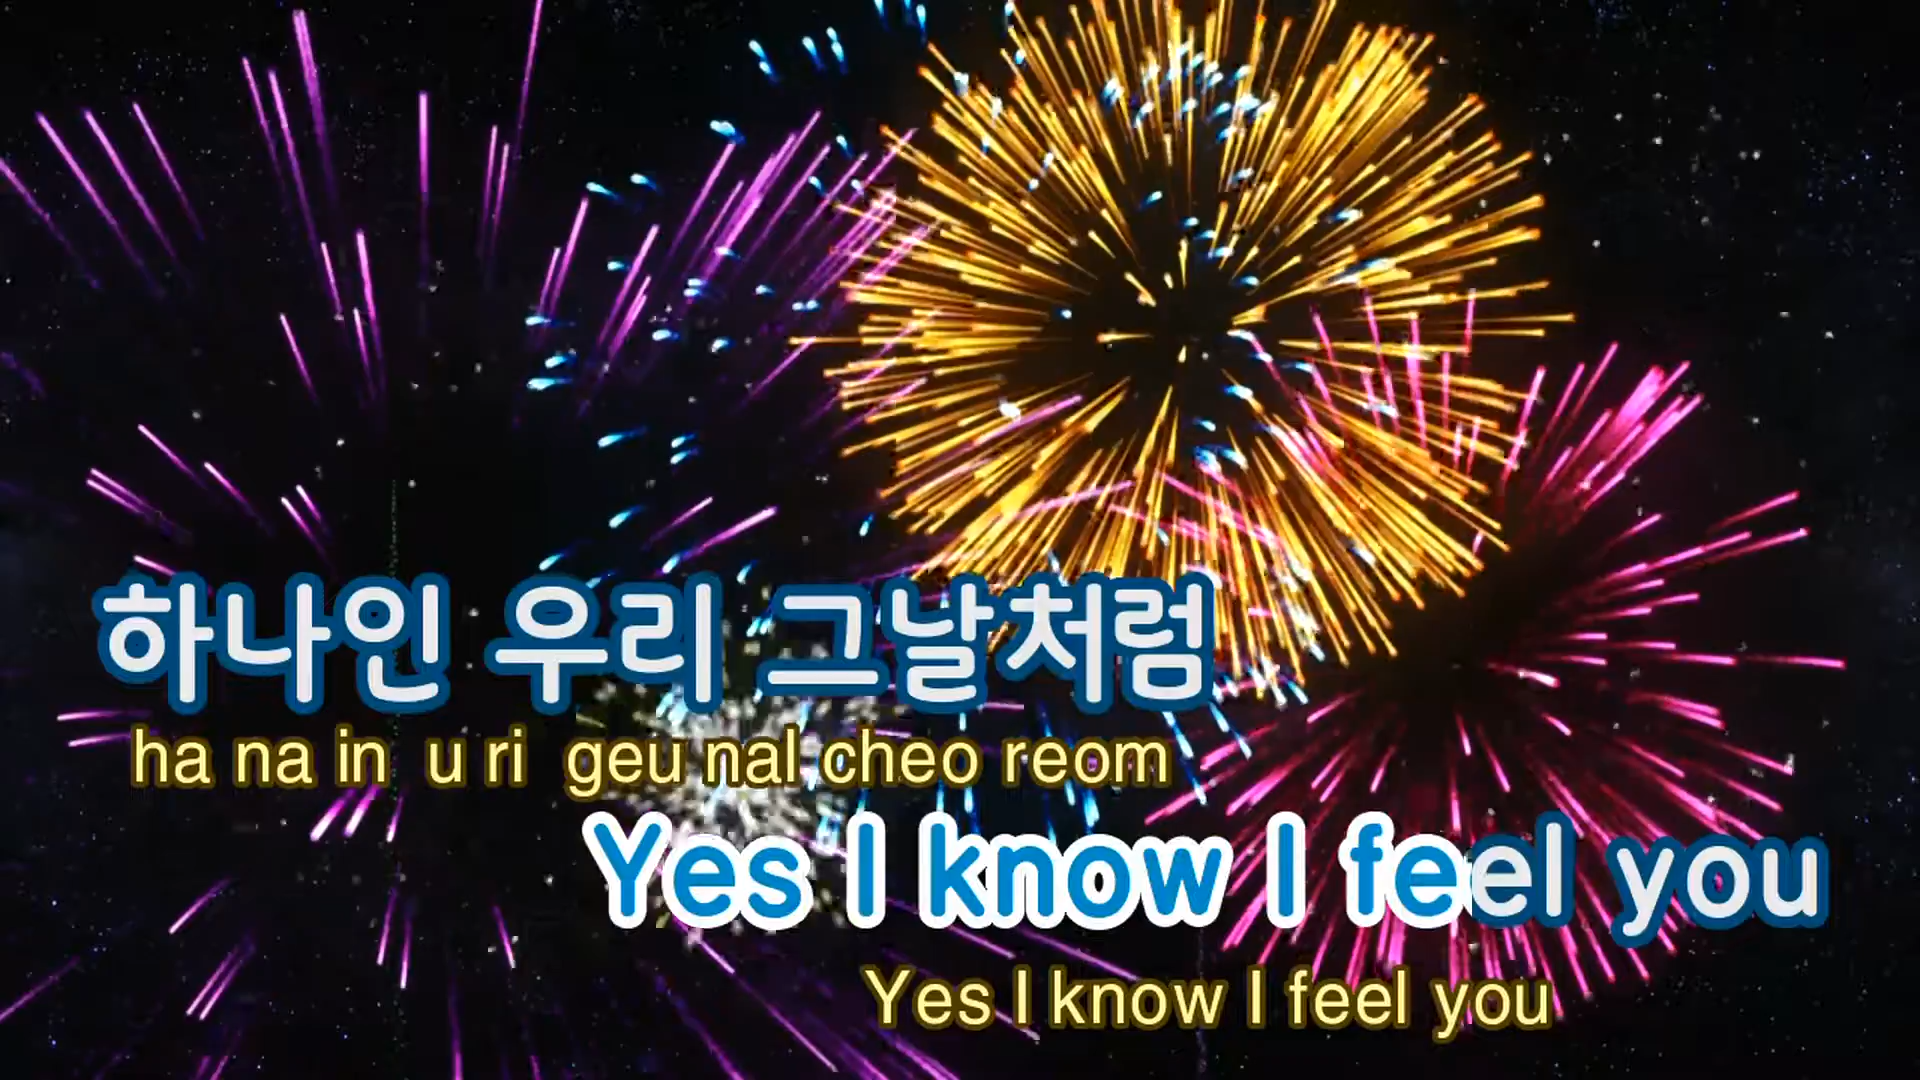 하나인 우리 그날처럼
ha na in u ri geu nal cheo reom
Yes I know I feel you
Yes I know I feel you